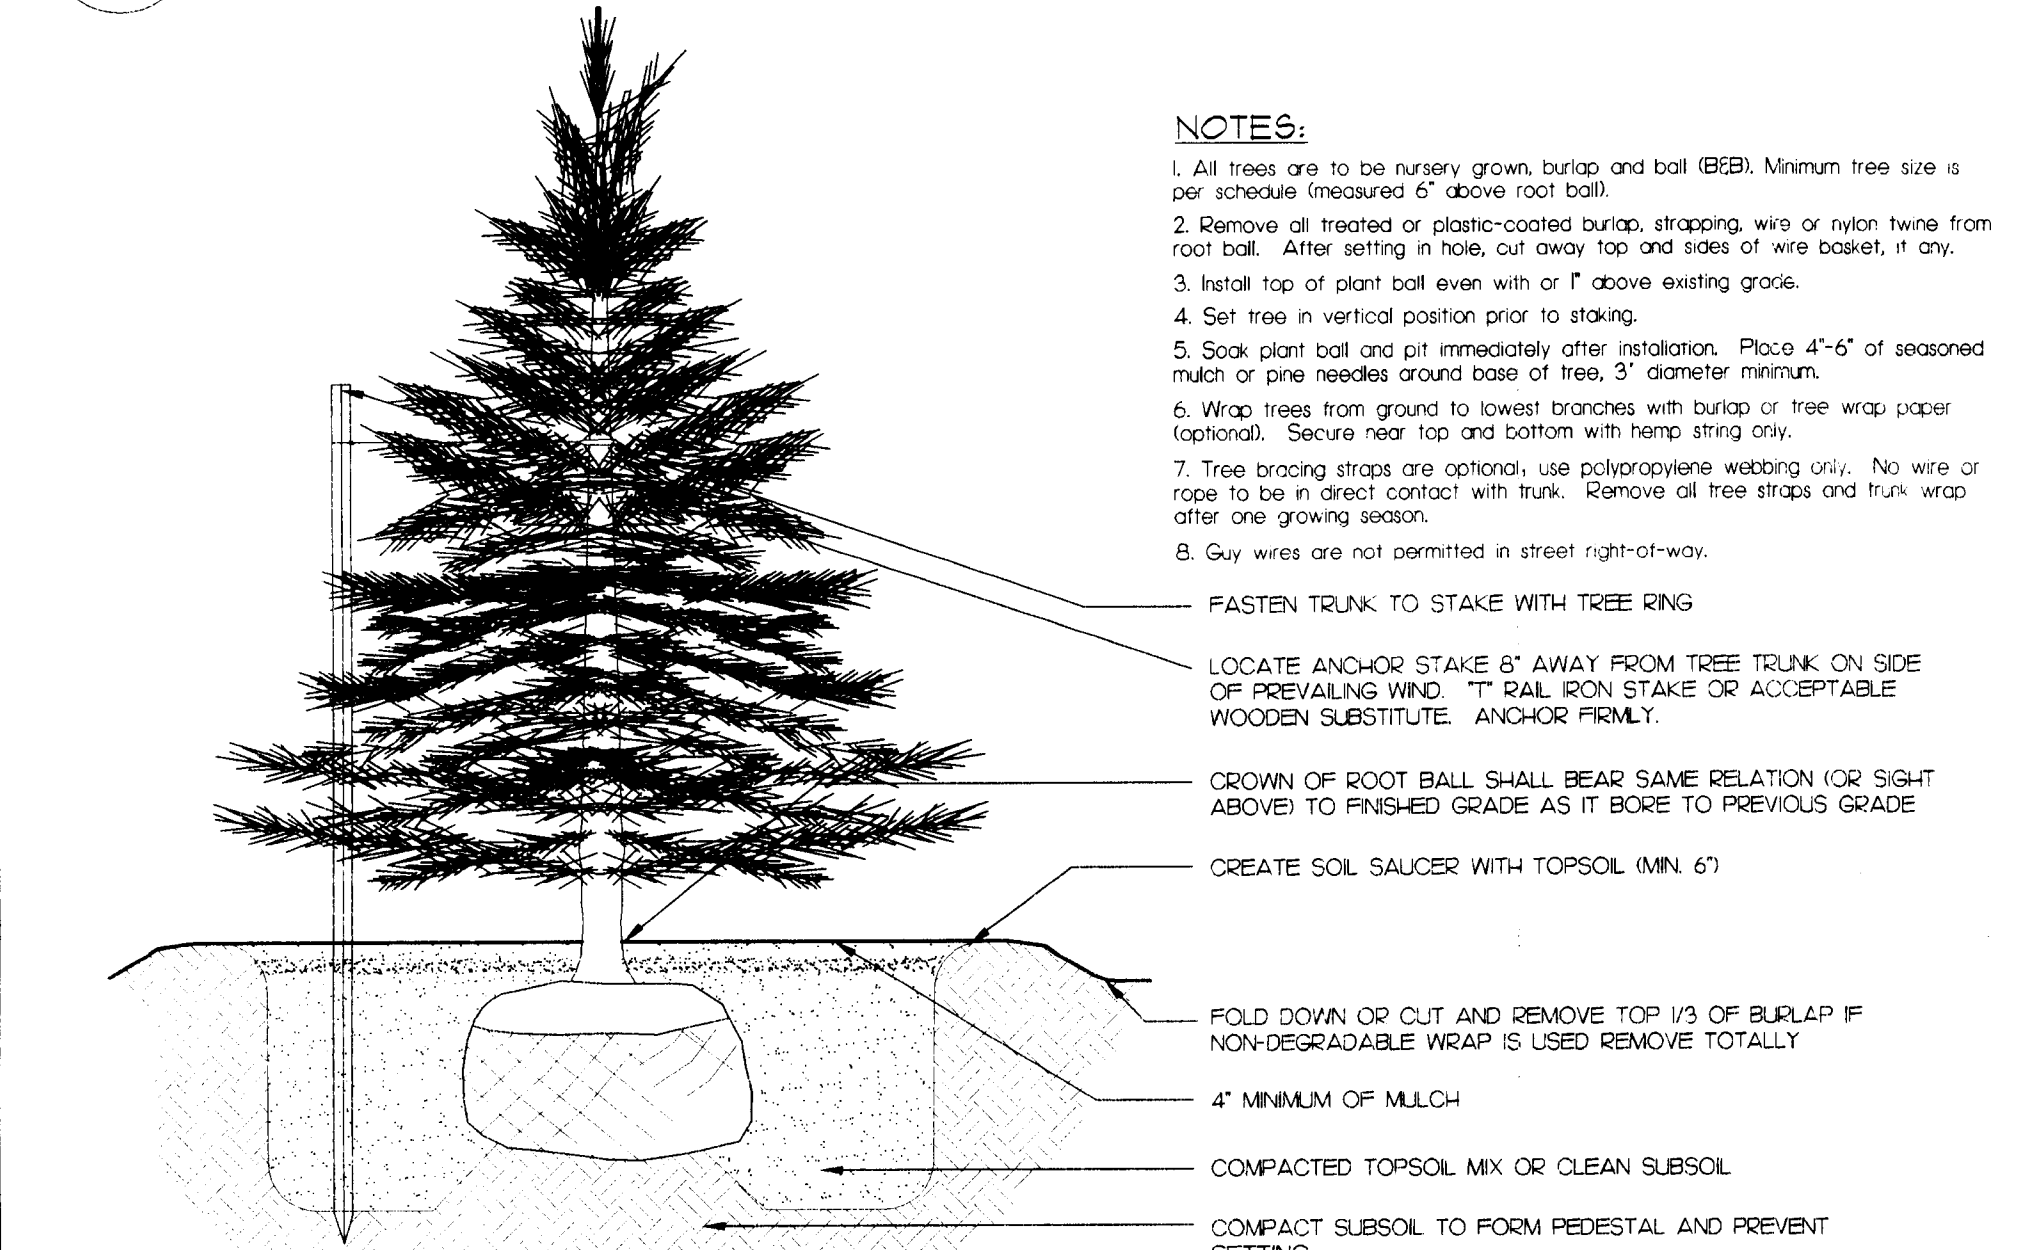 NOTES:
1. All trees are to be nursery grown, burlap and ball (B&B). Minimum tree size is
per schedule (measured 6" above root ball).
2. Remove all treated or plastic-coated burlap, strapping, wire or nylon twine from
root ball. After setting in hole, cut away top and sides of wire basket, if any.
3. Install top of plant ball even with or 1" above existing grade.
4. Set tree in vertical position prior to staking.
5. Soak plant ball and pit immediately after installation. Place 4"-6" of seasoned
mulch or pine needles around base of tree, 3' diameter minimum.
6. Wrap trees from ground to lowest branches with burlap or tree wrap paper
(optional). Secure near top and bottom with hemp string only.
7. Tree bracing straps are optional, use polypropylene webbing only. No wire or
rope to be in direct contact with trunk. Remove all tree straps and trunk wrap
after one growing season.
8. Guy wires are not permitted in street right-of-way.
FASTEN TRUNK TO STAKE WITH TREE RING
LOCATE ANCHOR STAKE 8" AWAY FROM TREE TRUNK ON SIDE
OF PREVAILING WIND. "T" RAIL IRON STAKE OR ACCEPTABLE
WOODEN SUBSTITUTE. ANCHOR FIRMLY.
CROWN OF ROOT BALL SHALL BEAR SAME RELATION (OR SIGHT
ABOVE) TO FINISHED GRADE AS IT BORE TO PREVIOUS GRADE
CREATE SOIL SAUCER WITH TOPSOIL (MIN. 6")
FOLD DOWN OR CUT AND REMOVE TOP 1/3 OF BURLAP IF
NON-DEGRADABLE WRAP IS USED REMOVE TOTALLY
4" MINIMUM OF MULCH
COMPACTED TOPSOIL MIX OR CLEAN SUBSOIL
COMPACT SUBSOIL TO FORM PEDESTAL AND PREVENT